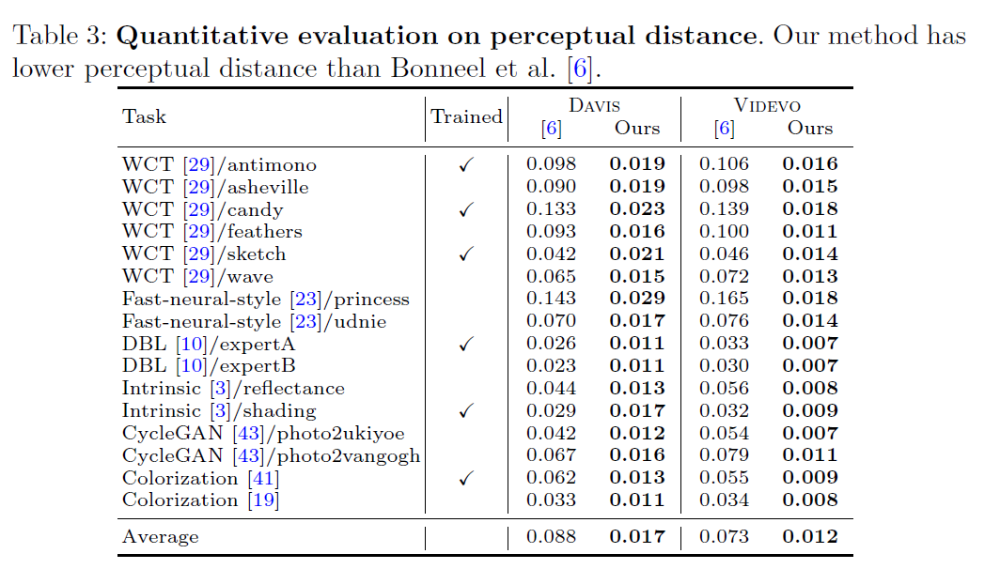 Table 3: Quantitative evaluation on perceptual distance. Our method has
lower perceptual distance than Bonneel et al. [6].
Task Trained DAVIS VIDEVO
[6] Ours [6] Ours
WCT [29]/antimono ✓ 0.098 0.019 0.106 0.016
WCT [29]/asheville 0.090 0.019 0.098 0.015
WCT [29]/candy ✓ 0.133 0.023 0.139 0.018
WCT [29]/feathers 0.093 0.016 0.100 0.011
WCT [29]/sketch ✓ 0.042 0.021 0.046 0.014
WCT [29]/wave 0.065 0.015 0.072 0.013
Fast-neural-style [23]/princess 0.143 0.029 0.165 0.018
Fast-neural-style [23]/udnie 0.070 0.017 0.076 0.014
DBL [10]/expertA ✓ 0.026 0.011 0.033 0.007
DBL [10]/expertB 0.023 0.011 0.030 0.007
Intrinsic [3]/reflectance 0.044 0.013 0.056 0.008
Intrinsic [3]/shading ✓ 0.029 0.017 0.032 0.009
CycleGAN [43]/photo2ukiyoe 0.042 0.012 0.054 0.007
CycleGAN [43]/photo2vangogh 0.067 0.016 0.079 0.011
Colorization [41] ✓ 0.062 0.013 0.055 0.009
Colorization [19] 0.033 0.011 0.034 0.008
Average 0.088 0.017 0.073 0.012